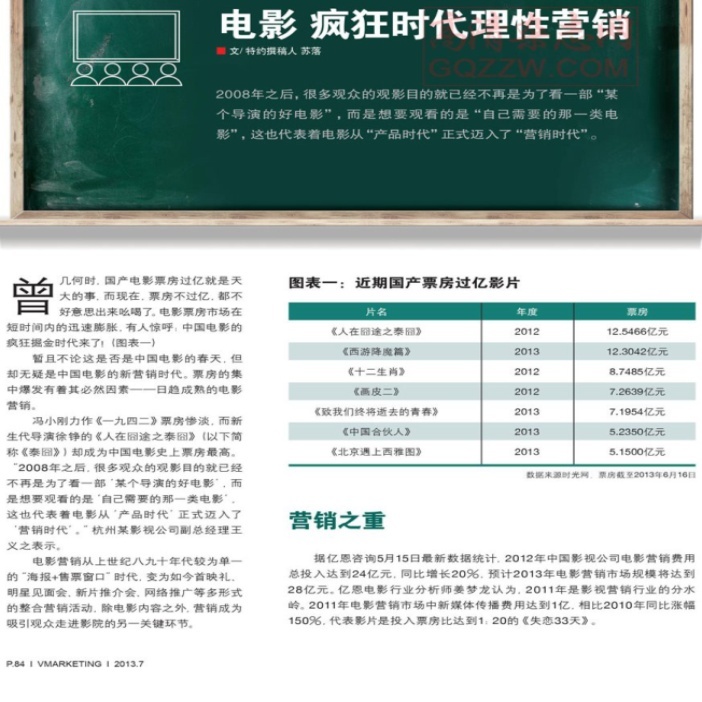 电影 疯狂时代理性营销
GQZZW.COM
■ 文/ 特约撰稿人 苏落
2008年之后，很多观众的观影目的就已经不再是为了看一部“某
个导演的好电影”，而是想要观看的是“自己需要的那一类电
影”，这也代表着电影从“产品时代”正式迈入了“营销时代”。
曾几何时，国产电影票房过亿就是天
大的事，而现在，票房不过亿，都不
好意思出来吆喝了。电影票房市场在
短时间内的迅速膨胀，有人惊呼：中国电影的
疯狂掘金时代来了！（图表一）
暂且不论这是否是中国电影的春天，但
却无疑是中国电影的新营销时代。票房的集
中爆发有着其必然因素——日趋成熟的电影
营销。
冯小刚力作《一九四二》票房惨淡，而新
生代导演徐铮的《人在囧途之泰囧》（以下简
称《泰囧》）却成为中国电影史上票房最高。
“2008年之后，很多观众的观影目的就已经
不再是为了看一部‘某个导演的好电影’，而
是想要观看的是‘自己需要的那一类电影’，
这也代表着电影从‘产品时代’正式迈入了
‘营销时代’。”杭州某影视公司副总经理王
义之表示。
电影营销从上世纪八九十年代较为单一
的“海报+售票窗口”时代，变为如今首映礼，
明星见面会，新片推介会，网络推广等多形式
的整合营销活动，除电影内容之外，营销成为
吸引观众走进影院的另一关键环节。
图表一：近期国产票房过亿影片
片名 年度 票房
《人在囧途之泰囧》 2012 12.5466亿元
《西游降魔篇》 2013 12.3042亿元
《十二生肖》 2012 8.7485亿元
《画皮二》 2012 7.2639亿元
《致我们终将逝去的青春》 2013 7.1954亿元
《中国合伙人》 2013 5.2350亿元
《北京遇上西雅图》 2013 5.1500亿元
数据来源时光网，票房截至2013年6月16日
营销之重
据亿恩咨询5月15日最新数据统计，2012年中国影视公司电影营销费用
总投入达到24亿元，同比增长20%，预计2013年电影营销市场规模将达到
28亿元。亿恩电影行业分析师姜梦龙认为，2011年是影视营销行业的分水
岭。2011年电影营销市场中新媒体传播费用达到1亿，相比2010年同比涨幅
150%，代表影片是投入票房比达到1：20的《失恋33天》。
P.84 I VMARKETING I 2013.7